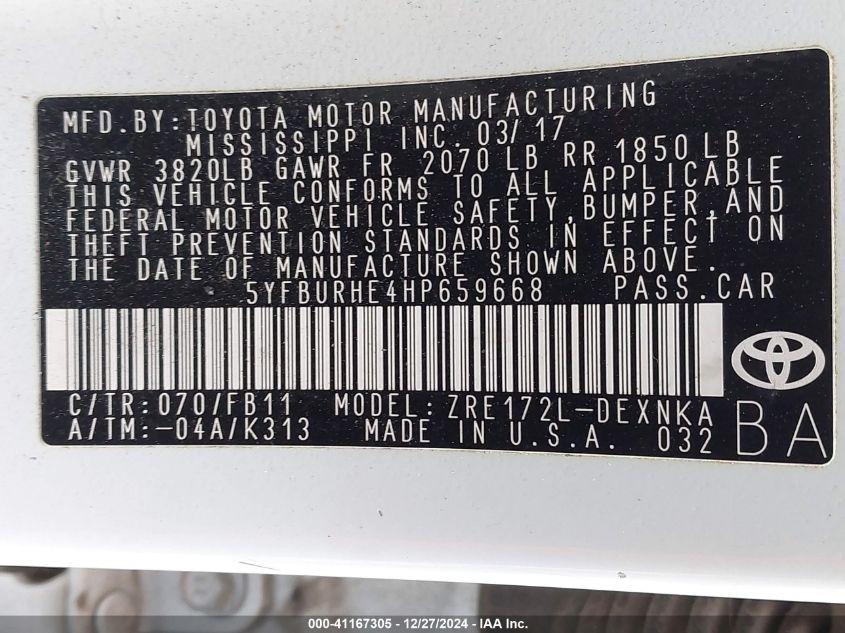 MFD.BY:TOYOTA MOTOR MANUFACTURING
MISSISSIPPI INC. 03/17
GVWR 3820LB GAWR FR 2070 LB RR 1850 LB
THIS VEHICLE CONFORMS TO ALL APPLICABLE
FEDERAL MOTOR VEHICLE SAFETY,BUMPER,AND
THEFT PREVENTION STANDARDS IN EFFECT ON
THE DATE OF MANUFACTURE SHOWN ABOVE.
5YFBURHE4HP659668 PASS.CAR
C/TR:070/FB11 MODEL:ZRE172L-DEXNKA
A/TM:-04A/K313 MADE IN U.S.A. 032 BA
000-41167305 - 12/27/2024 - IAA Inc.